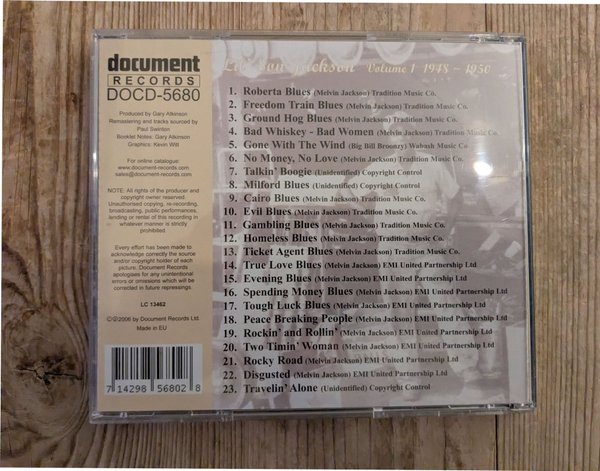 document
RECORDS
DOCD-5680
Produced by Gary Atkinson
Remastering and tracks sourced by
Paul Swinton
Booklet Notes: Gary Atkinson
Graphics: Kevin Witt
For online catalogue:
www.document-records.com
sales@document-records.com
NOTE: All rights of the producer and
copyright owner reserved.
Unauthorised copying, re-recording,
broadcasting, public performances,
lending or rental of this recording in
whatever manner is strictly
prohibited.
Every effort has been made to
acknowledge correctly the source
and/or copyright holder of each
picture. Document Records
apologises for any unintentional
errors or omissions which will be
corrected in future repressings
LC 13462
©℗2006 by Document Records Ltd.
Made in EU
7 14298 56802 8
Jackson Volume 1 1948 ~ 1950
1. Roberta Blues (Melvin Jackson) Tradition Music Co.
2. Freedom Train Blues (Melvin Jackson) Tradition Music Co.
3. Ground Hog Blues (Melvin Jackson) Tradition Music Co.
4. Bad Whiskey - Bad Women (Melvin Jackson) Tradition Music Co.
5. Gone With The Wind (Big Bill Broonzy) Wabash Music Co.
6. No Money, No Love (Melvin Jackson) Tradition Music Co.
7. Talkin' Boogie (Unidentified) Copyright Control
8. Milford Blues (Unidentified) Copyright Control
9. Cairo Blues (Melvin Jackson) Tradition Music Co.
10. Evil Blues (Melvin Jackson) Tradition Music Co.
11. Gambling Blues (Melvin Jackson) Tradition Music Co.
12. Homeless Blues (Melvin Jackson) Tradition Music Co.
13. Ticket Agent Blues (Melvin Jackson) Tradition Music Co.
14. True Love Blues (Melvin Jackson) EMI United Partnership Ltd
15. Evening Blues (Melvin Jackson) EMI United Partnership Ltd
16. Spending Money Blues (Melvin Jackson) EMI United Partnership Ltd
17. Tough Luck Blues (Melvin Jackson) EMI United Partnership Ltd
18. Peace Breaking People (Melvin Jackson) EMI United Partnership Ltd
19. Rockin' and Rollin' (Melvin Jackson) EMI United Partnership Ltd
20. Two Timin' Woman (Melvin Jackson) EMI United Partnership Ltd
21. Rocky Road (Melvin Jackson) EMI United Partnership Ltd
22. Disgusted (Melvin Jackson) EMI United Partnership Ltd
23. Travelin' Alone (Unidentified) Copyright Control